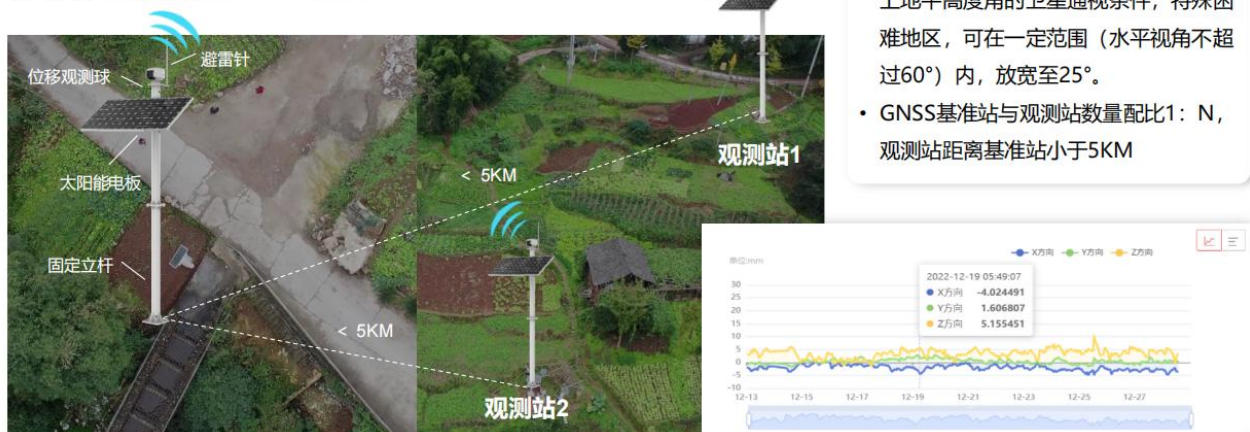 避雷针
位移观测球
太阳能电板
固定立杆
< 5KM
< 5KM
观测站1
观测站2
上地平高度角的卫星通视条件，特殊困
难地区，可在一定范围（水平视角不超
过60°）内，放宽至25°。
• GNSS基准站与观测站数量配比1：N，
观测站距离基准站小于5KM
单位:mm
X方向 Y方向 Z方向
2022-12-19 05:49:07
X方向 -4.024491
Y方向 1.606807
Z方向 5.155451
30
25
20
15
10
5
0
-5
-10
12-13 12-15 12-17 12-19 12-21 12-23 12-25 12-27